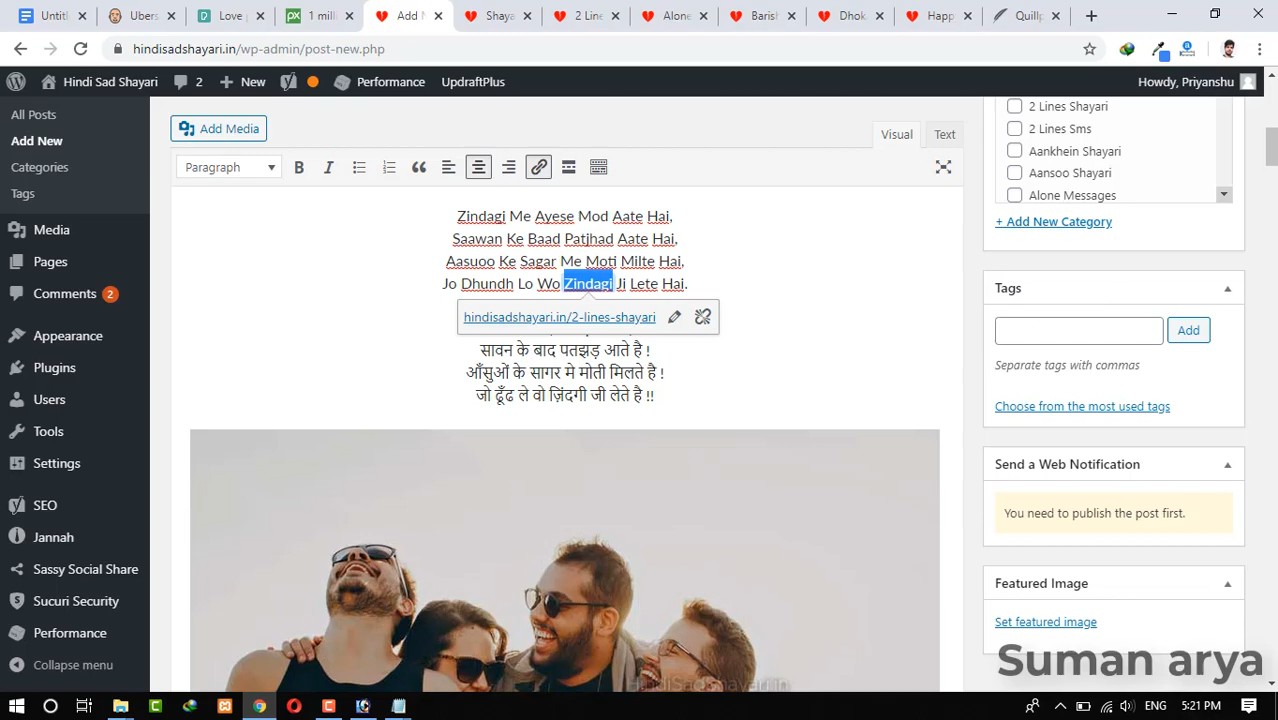 Untitl
Ubers
Love p
1 milli
Add N
Shaya
2 Line
Alone
Barish
Dhok
Happ
Quillp
hindisadshayari.in/wp-admin/post-new.php
Hindi Sad Shayari
2
New
Performance
UpdraftPlus
Howdy, Priyanshu
All Posts
Add New
Categories
Tags
Media
Pages
Comments 2
Appearance
Plugins
Users
Tools
Settings
SEO
Jannah
Sassy Social Share
Sucuri Security
Performance
Collapse menu
Add Media
Visual
Text
Paragraph
B
I
Zindagi Me Ayese Mod Aate Hai,
Saawan Ke Baad Patjhad Aate Hai.
Aasuoo Ke Sagar Me Moti Milte Hai,
Jo Dhundh Lo Wo Zindagi Ji Lete Hai.
hindisadshayari.in/2-lines-shayari
सावन के बाद पतझड़ आते है !
आँसुओं के सागर मे मोती मिलते है !
जो ढूँढ ले वो ज़िंदगी जी लेते है !!
HindiSadShayari.in
2 Lines Shayari
2 Lines Sms
Aankhein Shayari
Aansoo Shayari
Alone Messages
+ Add New Category
Tags
Add
Separate tags with commas
Choose from the most used tags
Send a Web Notification
You need to publish the post first.
Featured Image
Set featured image
Suman arya
ENG
5:21 PM